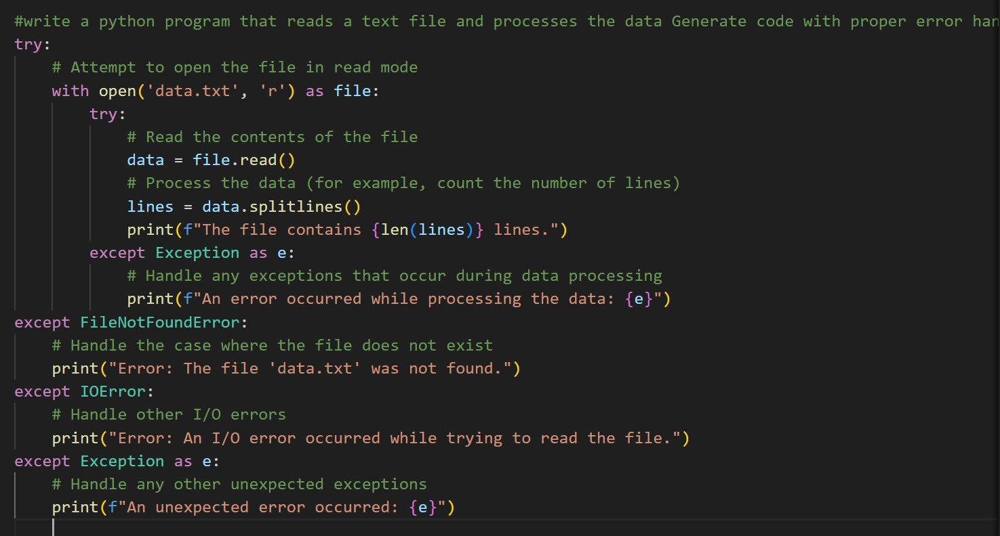 #write a python program that reads a text file and processes the data Generate code with proper error han
try:
    # Attempt to open the file in read mode
    with open('data.txt', 'r') as file:
        try:
            # Read the contents of the file
            data = file.read()
            # Process the data (for example, count the number of lines)
            lines = data.splitlines()
            print(f"The file contains {len(lines)} lines.")
        except Exception as e:
            # Handle any exceptions that occur during data processing
            print(f"An error occurred while processing the data: {e}")
except FileNotFoundError:
    # Handle the case where the file does not exist
    print("Error: The file 'data.txt' was not found.")
except IOError:
    # Handle other I/O errors
    print("Error: An I/O error occurred while trying to read the file.")
except Exception as e:
    # Handle any other unexpected exceptions
    print(f"An unexpected error occurred: {e}")